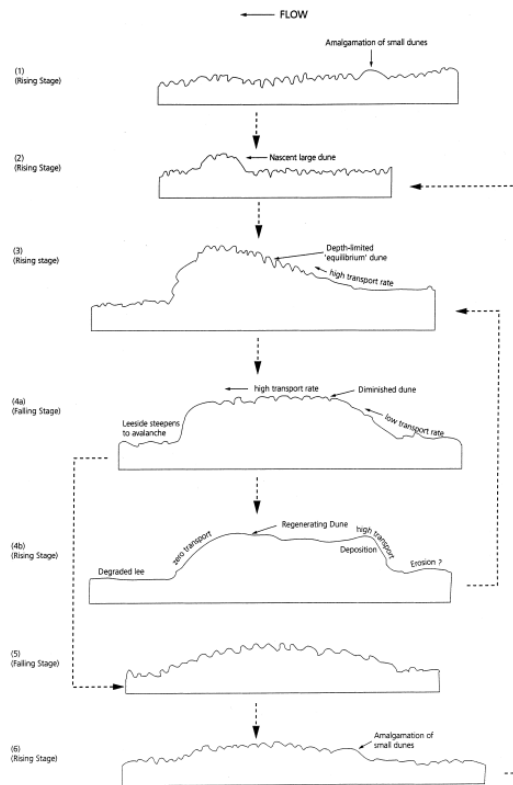 FLOW
Amalgamation of small dunes
(1)
(Rising Stage)
(2)
(Rising Stage)
Nascent large dune
(3)
(Rising stage)
Depth-limited
'equilibrium' dune
high transport rate
(4a)
(Falling Stage)
high transport rate
Diminished dune
Leeside steepens
to avalanche
low transport rate
(4b)
(Rising Stage)
Regenerating Dune
zero transport
high transport
Deposition
Degraded lee
Erosion ?
(5)
(Falling Stage)
(6)
(Rising Stage)
Amalgamation of
small dunes